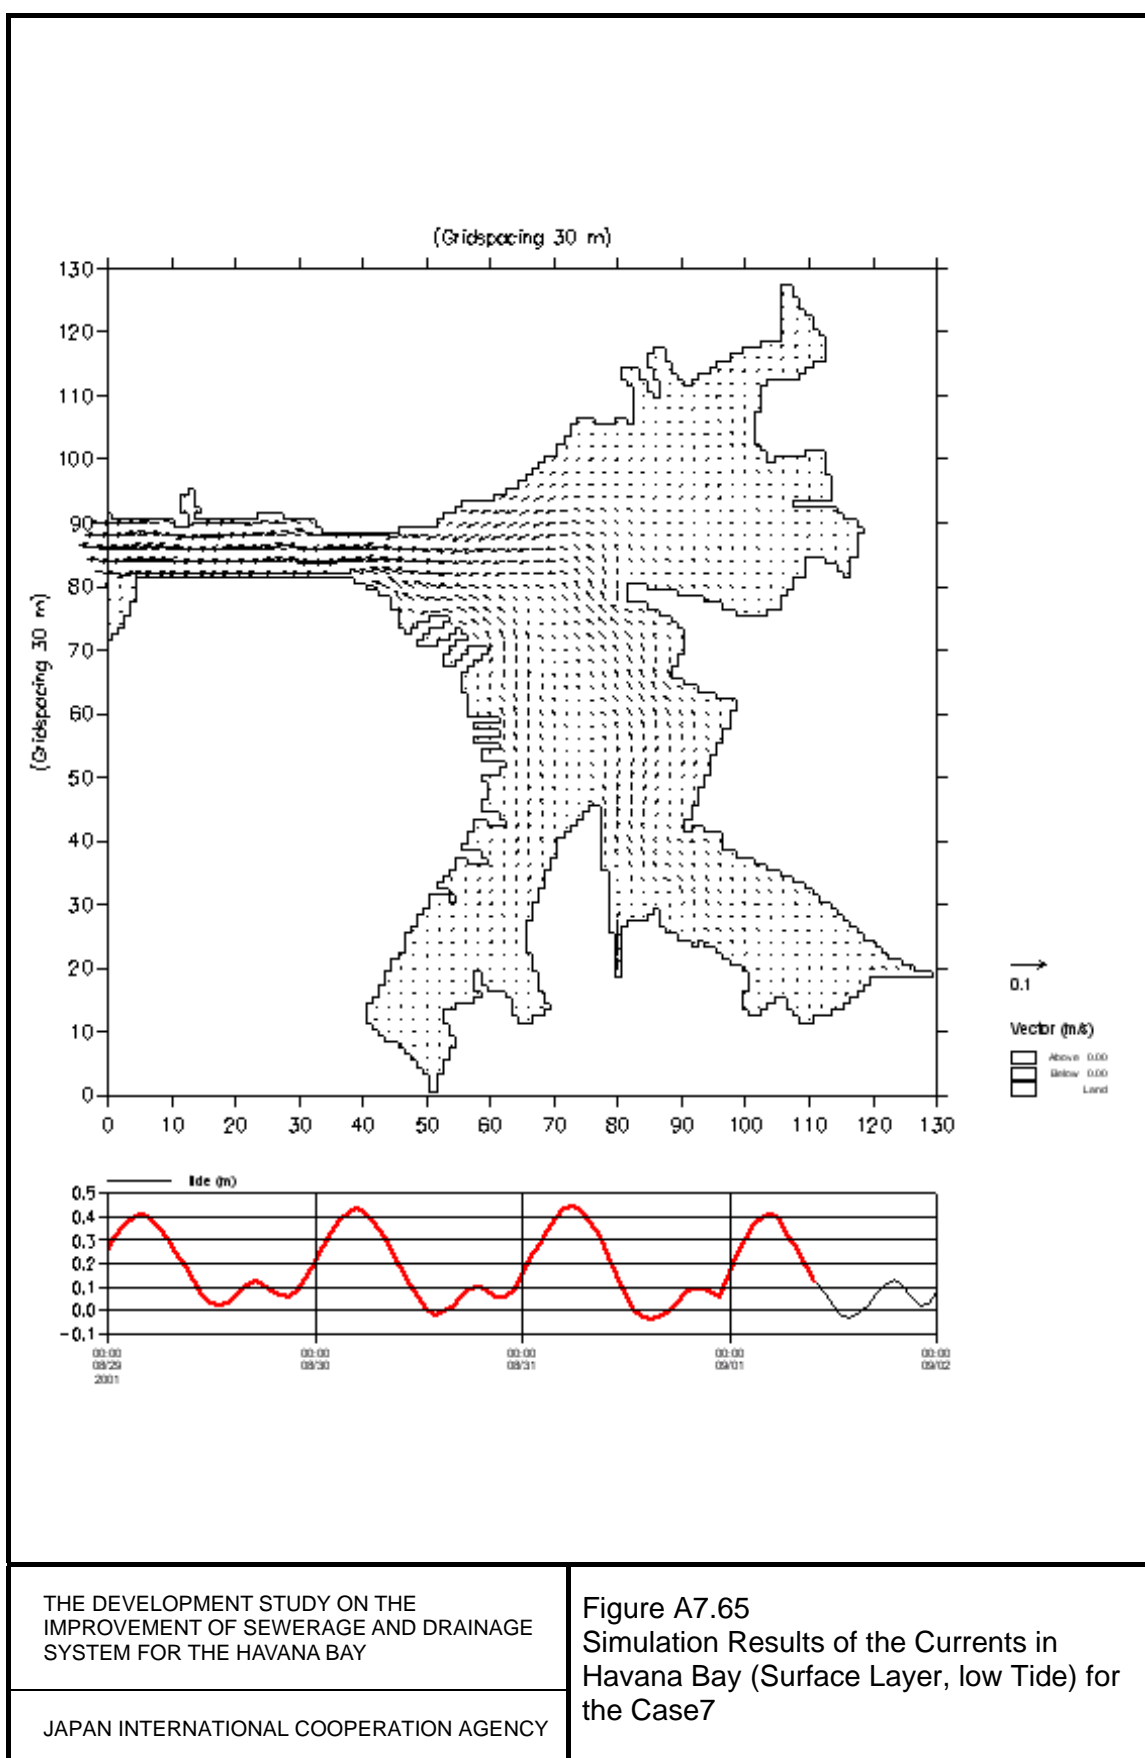 (Gridspacing 30 m)
130
120
110
100
90
80
70
60
50
40
30
20
10
0
(Gridspacing 30 m)
0 10 20 30 40 50 60 70 80 90 100 110 120 130
0.1
Vector (m/s)
Above 0.00
Below 0.00
Land
tide (m)
0.5
0.4
0.3
0.2
0.1
0.0
-0.1
00:00 00:00 00:00 00:00 00:00
08/29 08/30 08/31 09/01 09/02
2001
THE DEVELOPMENT STUDY ON THE
IMPROVEMENT OF SEWERAGE AND DRAINAGE
SYSTEM FOR THE HAVANA BAY
JAPAN INTERNATIONAL COOPERATION AGENCY
Figure A7.65
Simulation Results of the Currents in
Havana Bay (Surface Layer, low Tide) for
the Case7